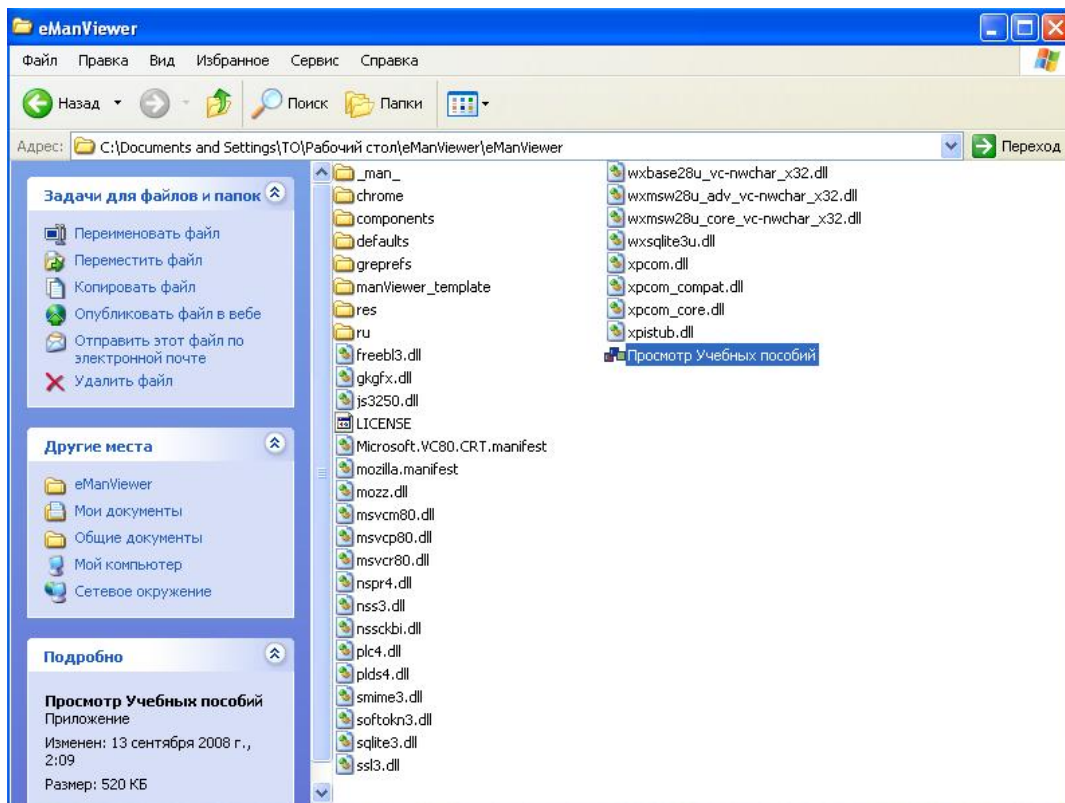 eManViewer
Файл Правка Вид Избранное Сервис Справка
Назад Поиск Папки
Адрес: C:\Documents and Settings\TO\Рабочий стол\eManViewer\eManViewer Переход
Задачи для файлов и папок
Переименовать файл
Переместить файл
Копировать файл
Опубликовать файл в вебе
Отправить этот файл по
электронной почте
Удалить файл
Другие места
eManViewer
Мои документы
Общие документы
Мой компьютер
Сетевое окружение
Подробно
Просмотр Учебных пособий
Приложение
Изменен: 13 сентября 2008 г.,
2:09
Размер: 520 КБ
_man_
chrome
components
defaults
greprefs
manViewer_template
res
ru
freebl3.dll
gkgfx.dll
js3250.dll
LICENSE
Microsoft.VC80.CRT.manifest
mozilla.manifest
mozz.dll
msvcm80.dll
msvcp80.dll
msvcr80.dll
nspr4.dll
nss3.dll
nssckbi.dll
plc4.dll
plds4.dll
smime3.dll
softokn3.dll
sqlite3.dll
ssl3.dll
wxbase28u_vc-nwchar_x32.dll
wxmsw28u_adv_vc-nwchar_x32.dll
wxmsw28u_core_vc-nwchar_x32.dll
wxsqlite3u.dll
xpcom.dll
xpcom_compat.dll
xpcom_core.dll
xpistub.dll
Просмотр Учебных пособий